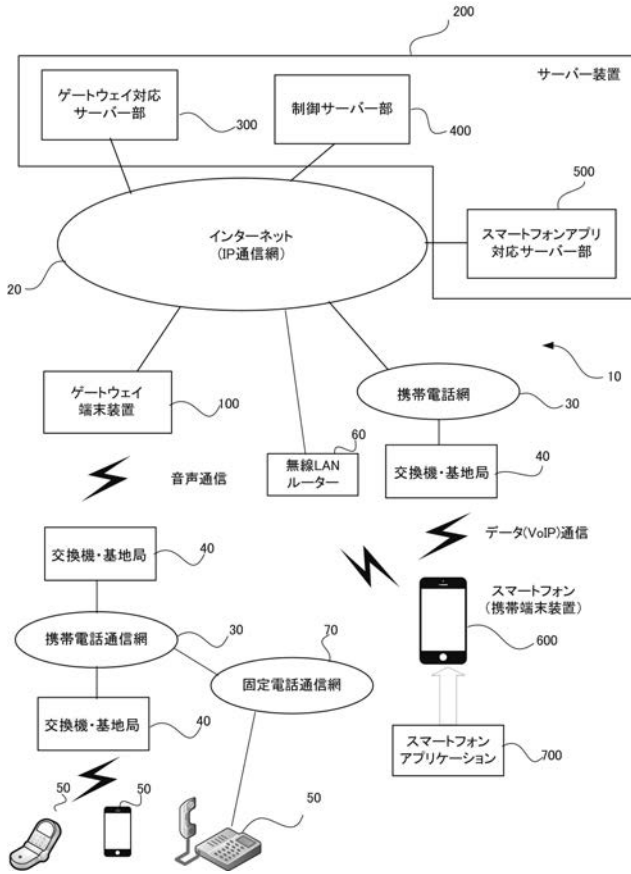 200
サーバー装置
ゲートウェイ対応
サーバー部
300
制御サーバー部
400
500
スマートフォンアプリ
対応サーバー部
インターネット
(IP通信網)
20
10
ゲートウェイ
端末装置
100
携帯電話網
30
60
無線LAN
ルーター
交換機・基地局
40
音声通信
データ(VoIP)通信
交換機・基地局
40
スマートフォン
(携帯端末装置)
600
携帯電話通信網
30
70
固定電話通信網
交換機・基地局
40
スマートフォン
アプリケーション
700
50
50
50